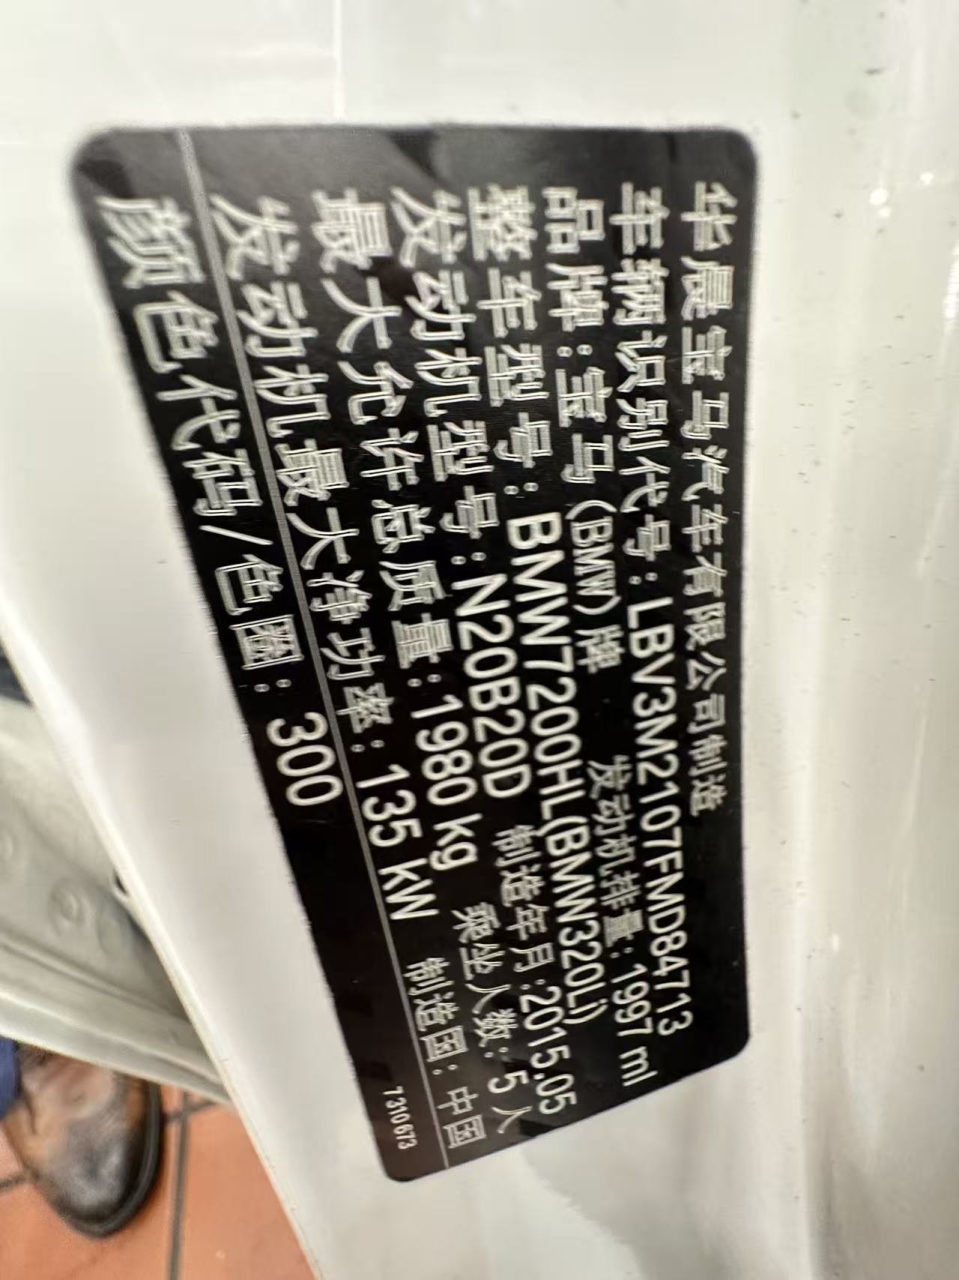 华晨宝马汽车有限公司制造
车辆识别代号:LBV3M2107FMD84713
品牌:宝马(BMW)牌 发动机排量:1997 ml
整车型号:BMW7200HL(BMW320Li)
发动机型号:N20B20D 制造年月:2015.05
最大允许总质量:1980 kg 乘坐人数:5人
发动机最大净功率:135 kW 制造国:中国
颜色代码/色圈:300 7310673